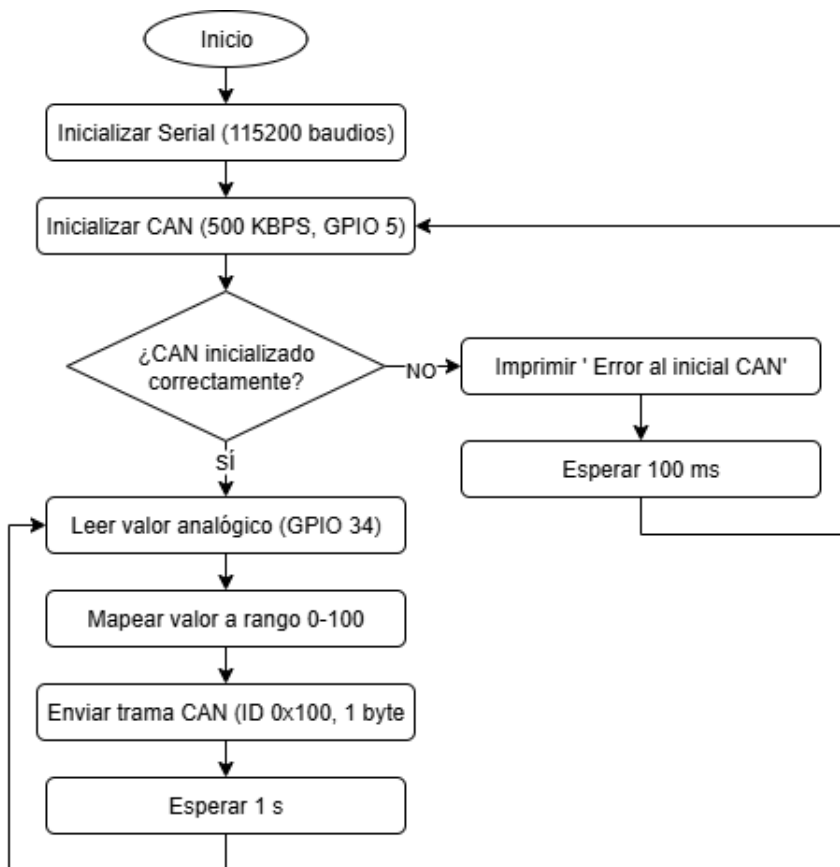 Inicio
Inicializar Serial (115200 baudios)
Inicializar CAN (500 KBPS, GPIO 5)
¿CAN inicializado
correctamente?
NO
Imprimir ' Error al inicial CAN'
Esperar 100 ms
SÍ
Leer valor analógico (GPIO 34)
Mapear valor a rango 0-100
Enviar trama CAN (ID 0x100, 1 byte
Esperar 1 s